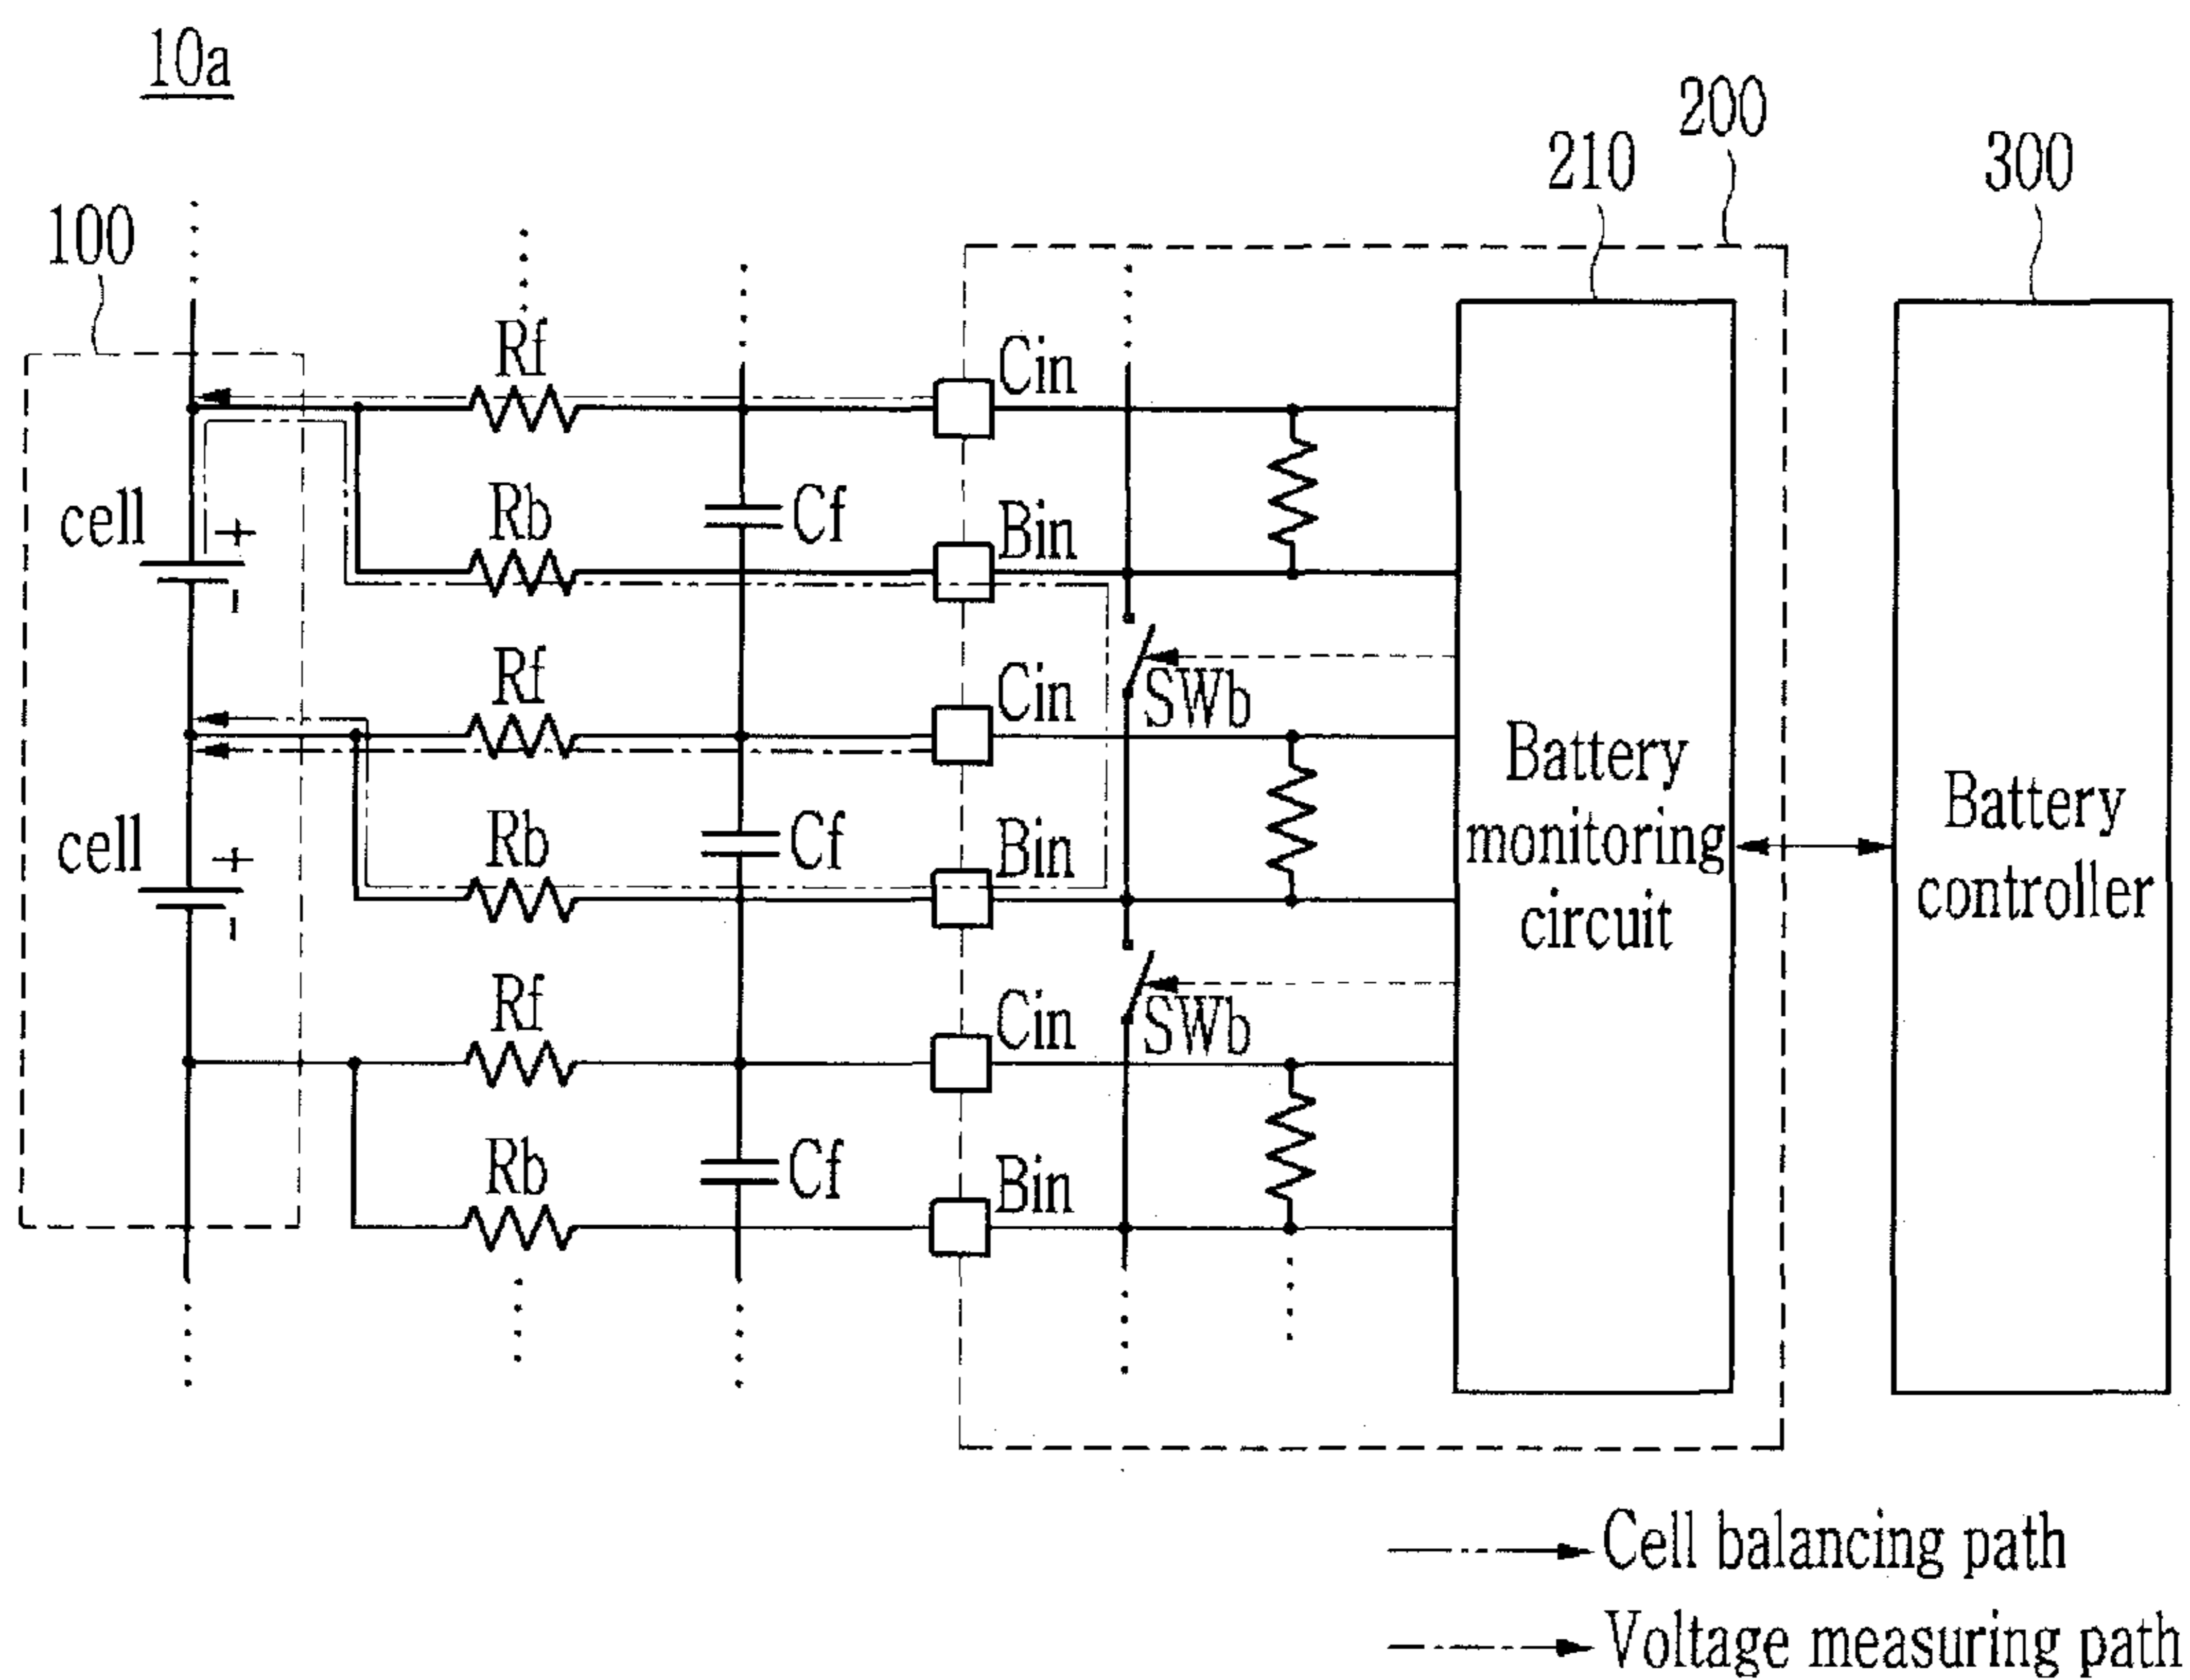 10a
200
210
300
100
Rf
Cin
Rb
Cf
Bin
cell
+
-
Rf
Cin
SWb
Battery
monitoring
circuit
Battery
controller
Rb
Cf
Bin
cell
+
-
Rf
Cin
SWb
Rb
Cf
Bin
Cell balancing path
Voltage measuring path